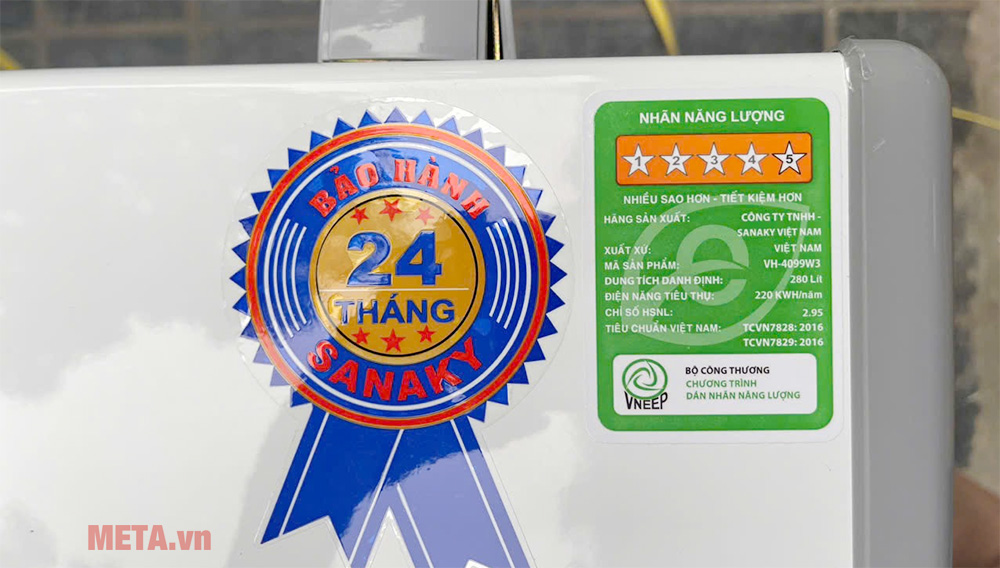 BẢO HÀNH
24
THÁNG
SANAKY
NHÃN NĂNG LƯỢNG
1 2 3 4 5
NHIỀU SAO HƠN - TIẾT KIỆM HƠN
HÃNG SẢN XUẤT: CÔNG TY TNHH -
SANAKY VIỆT NAM
XUẤT XỨ: VIỆT NAM
MÃ SẢN PHẨM: VH-4099W3
DUNG TÍCH DANH ĐỊNH: 280 Lít
ĐIỆN NĂNG TIÊU THỤ: 220 KWH/năm
CHỈ SỐ HSNL: 2.95
TIÊU CHUẨN VIỆT NAM: TCVN7828: 2016
TCVN7829: 2016
VNEEP
BỘ CÔNG THƯƠNG
CHƯƠNG TRÌNH
DÁN NHÃN NĂNG LƯỢNG
META.vn